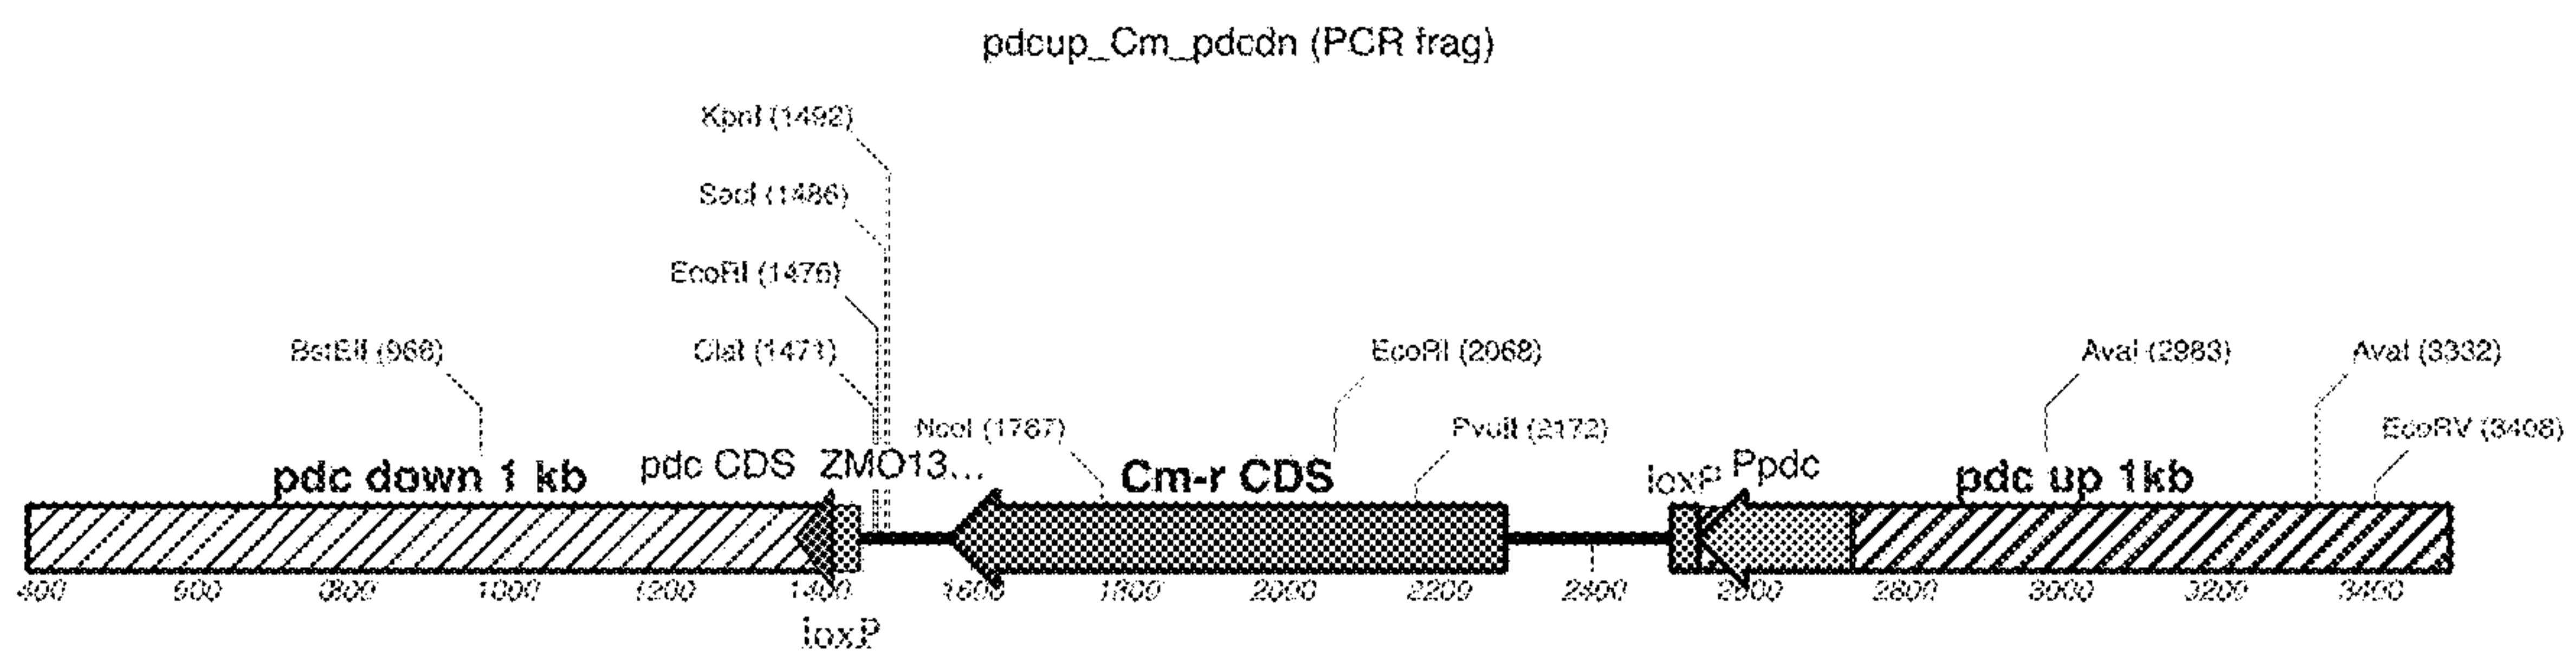 pdcup_Cm_pdcdn (PCR frag)
KpnI (1492)
SacI (1486)
EcoRI (1476)
BstEII (966)
ClaI (1471)
EcoRI (2068)
AvaI (2983)
AvaI (3332)
NcoI (1767)
PvuII (2172)
EcoRV (3408)
pdc down 1 kb
pdc CDS ZMO13...
Cm-r CDS
loxP
Ppdc
pdc up 1kb
400 600 800 1000 1200 1400 1600 1800 2000 2200 2400 2600 2800 3000 3200 3400
loxP